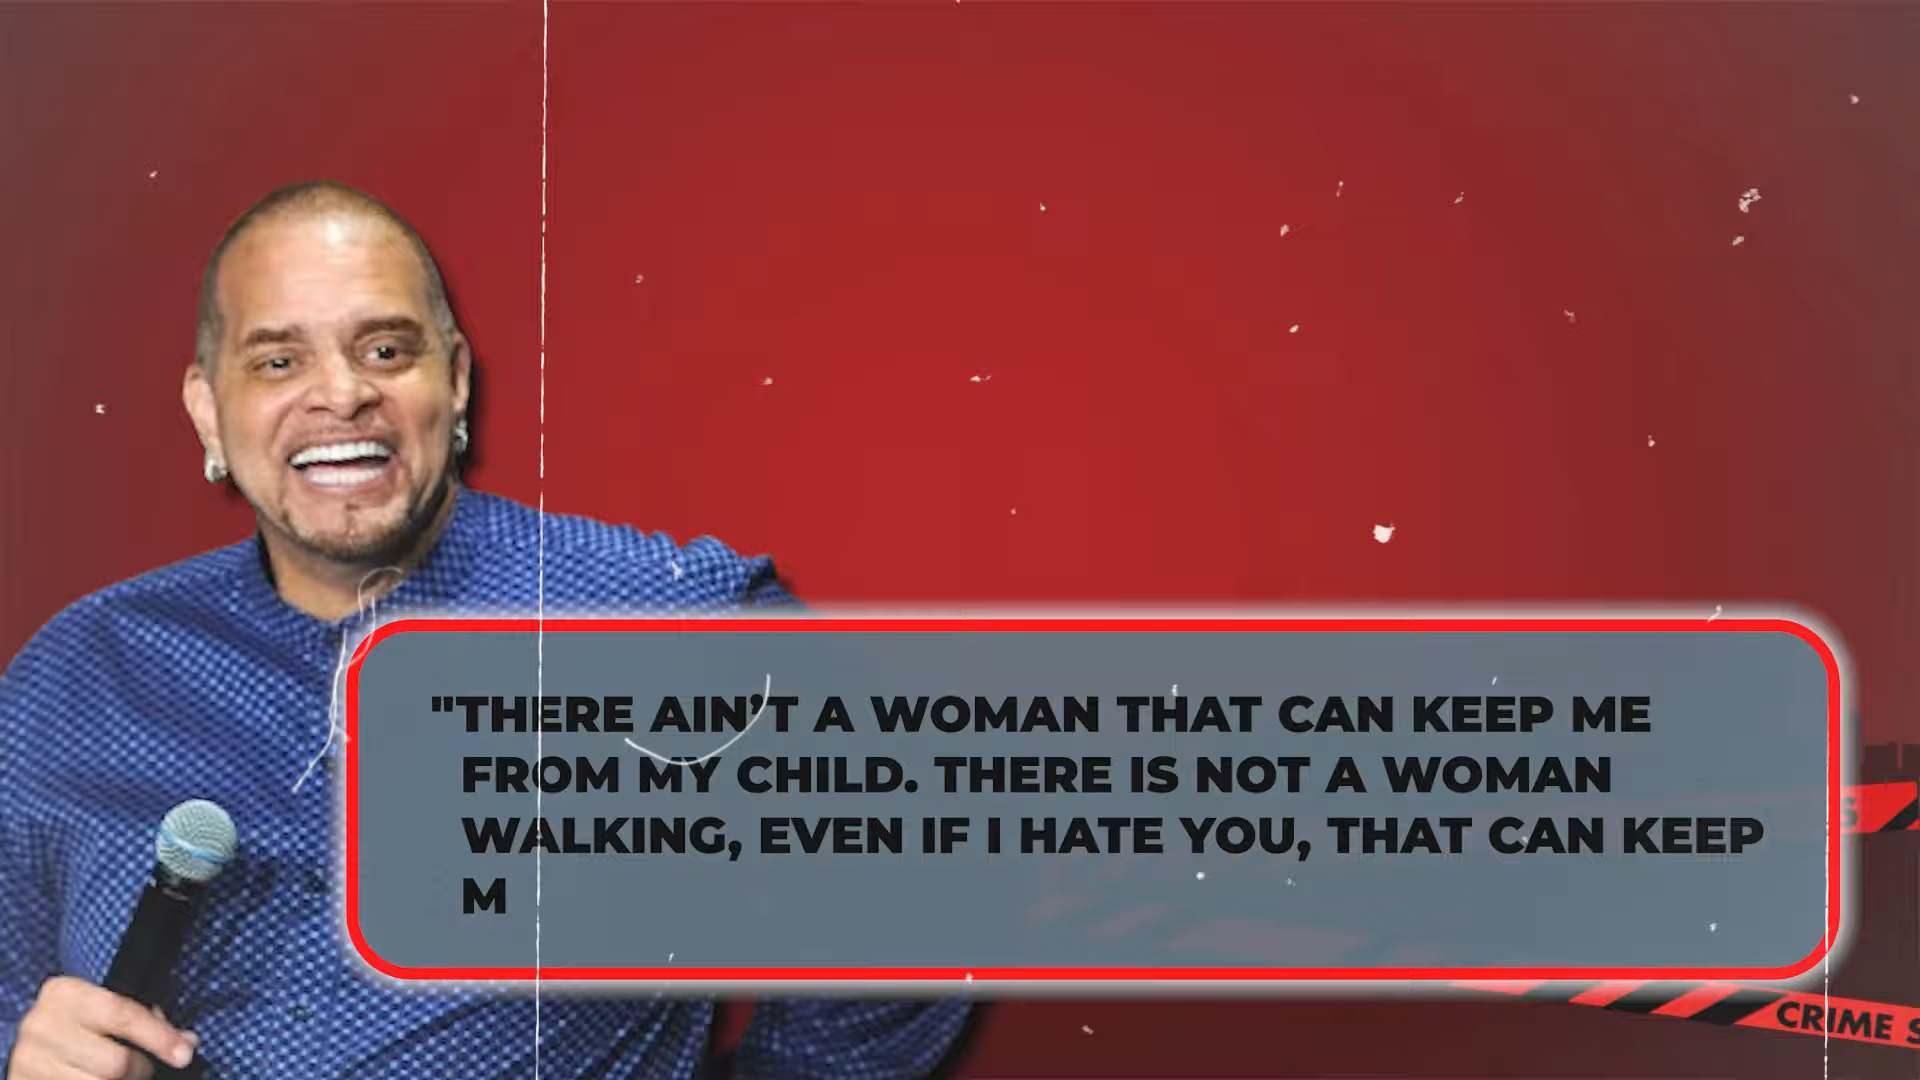 "THERE AIN’T A WOMAN THAT CAN KEEP ME
FROM MY CHILD. THERE IS NOT A WOMAN
WALKING, EVEN IF I HATE YOU, THAT CAN KEEP
M
S
CRIME S